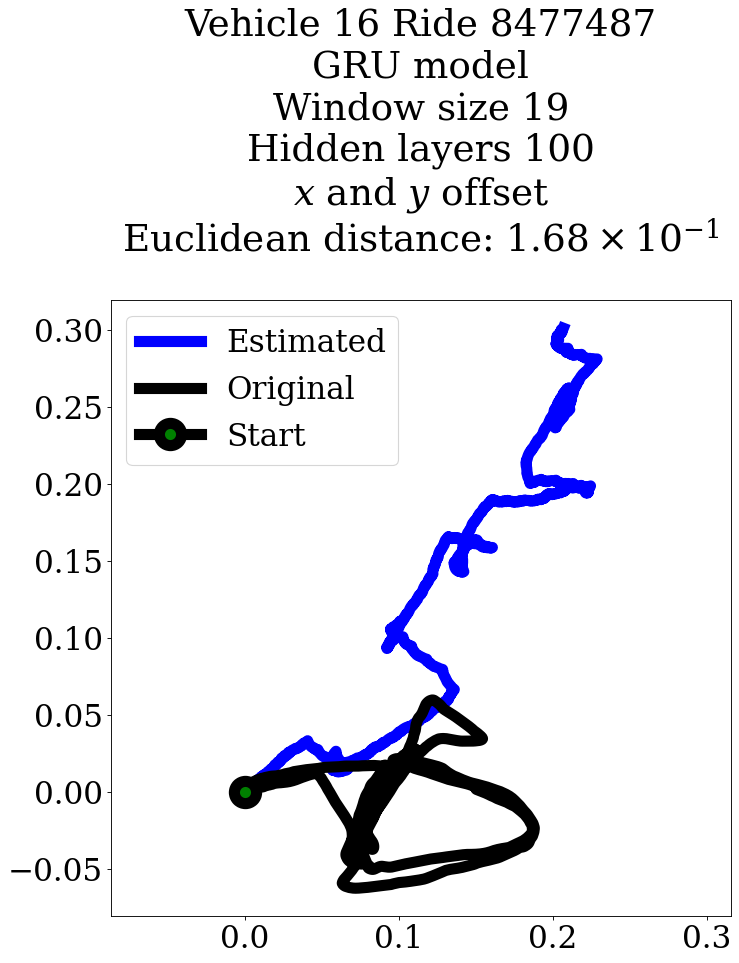 Vehicle 16 Ride 8477487
GRU model
Window size 19
Hidden layers 100
x and y offset
Euclidean distance: 1.68 × 10⁻¹
Estimated
Original
Start
0.30
0.25
0.20
0.15
0.10
0.05
0.00
−0.05
0.0 0.1 0.2 0.3